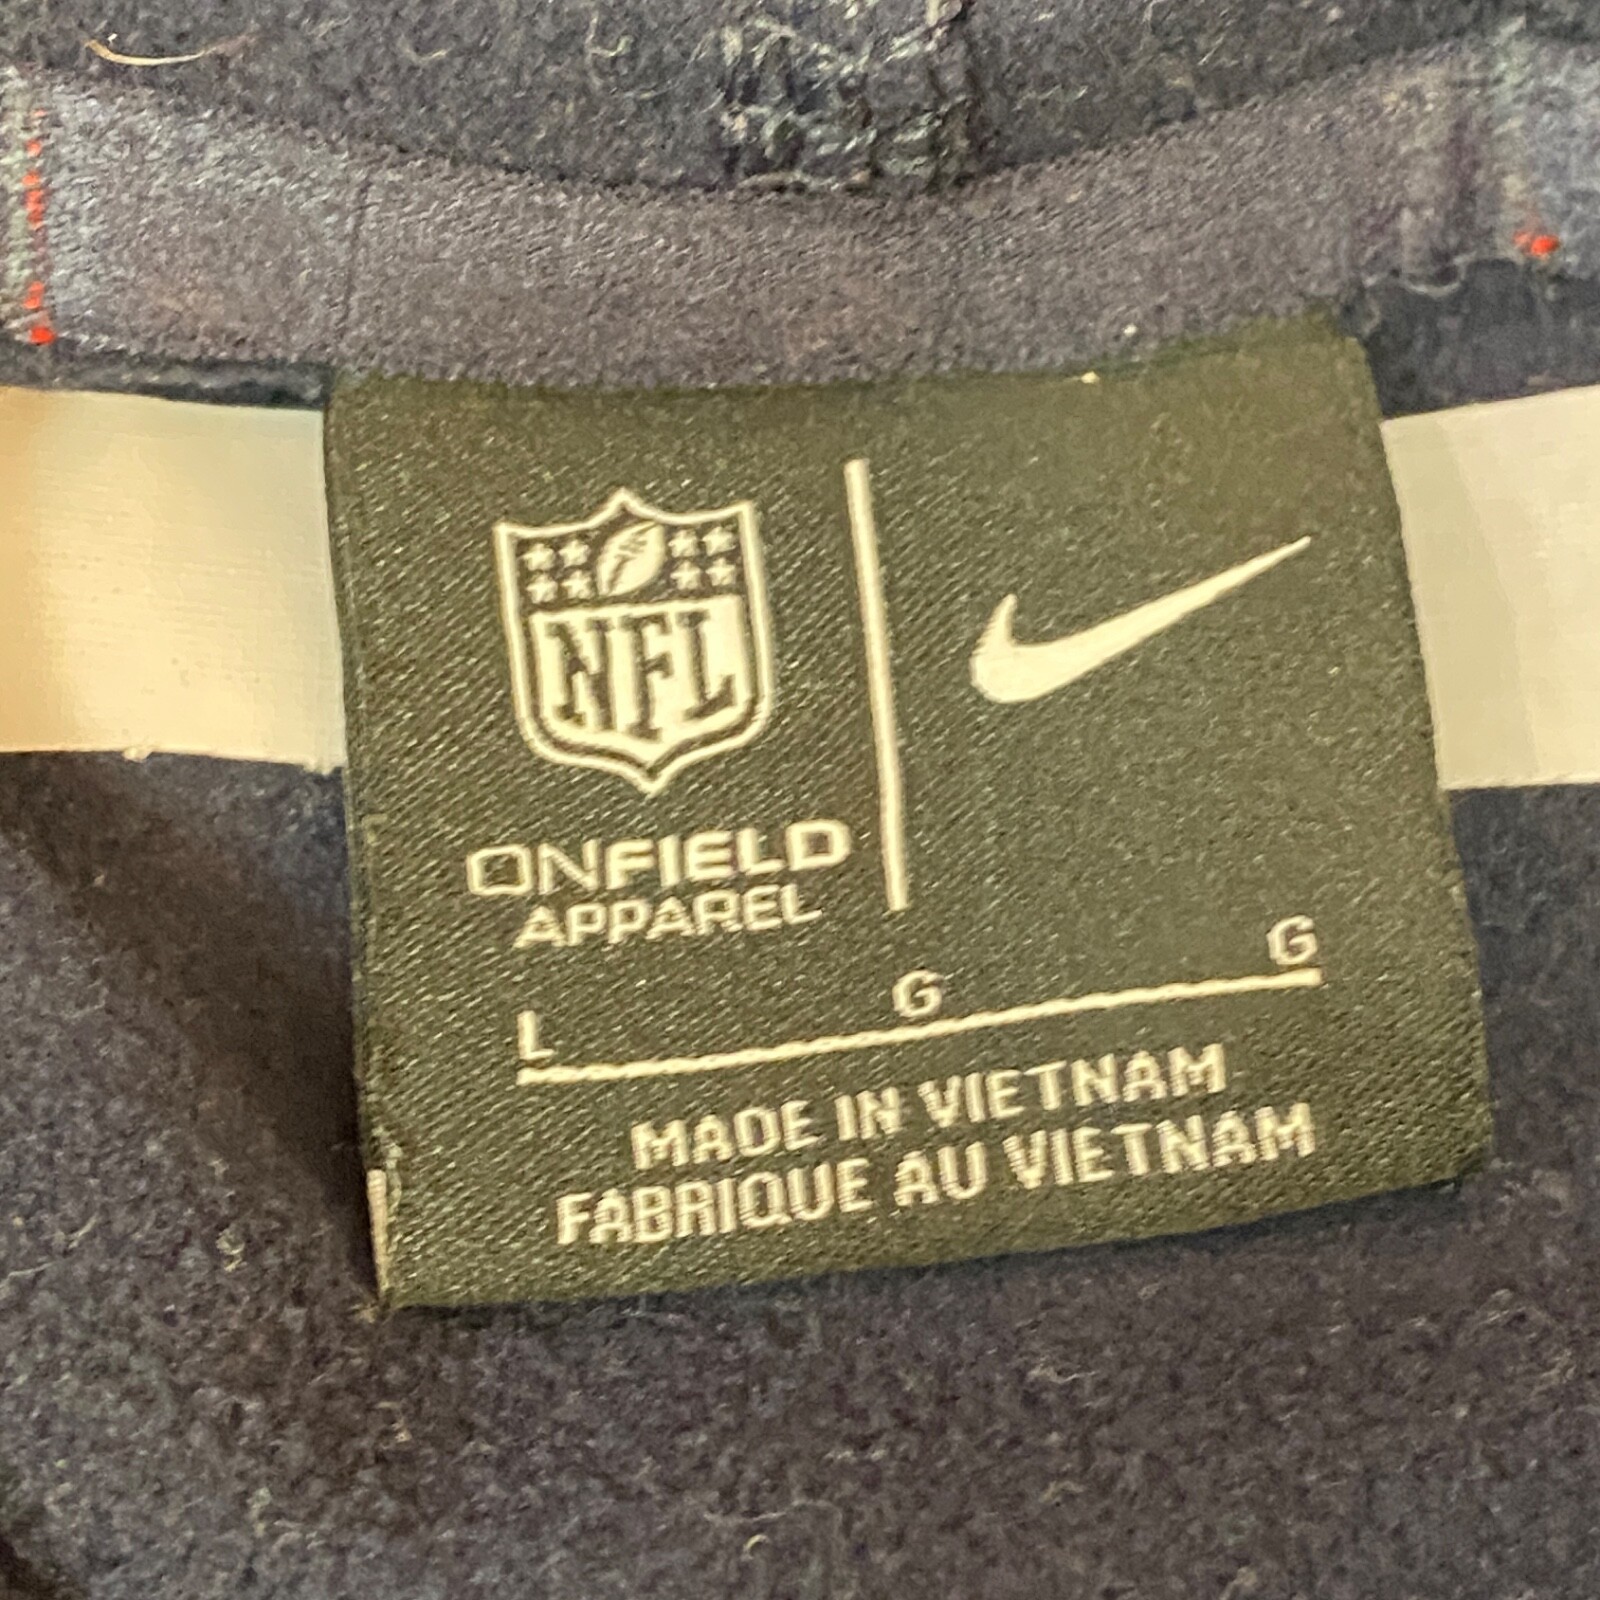 NFL
ONFIELD
APPAREL
L G G
MADE IN VIETNAM
FABRIQUE AU VIETNAM